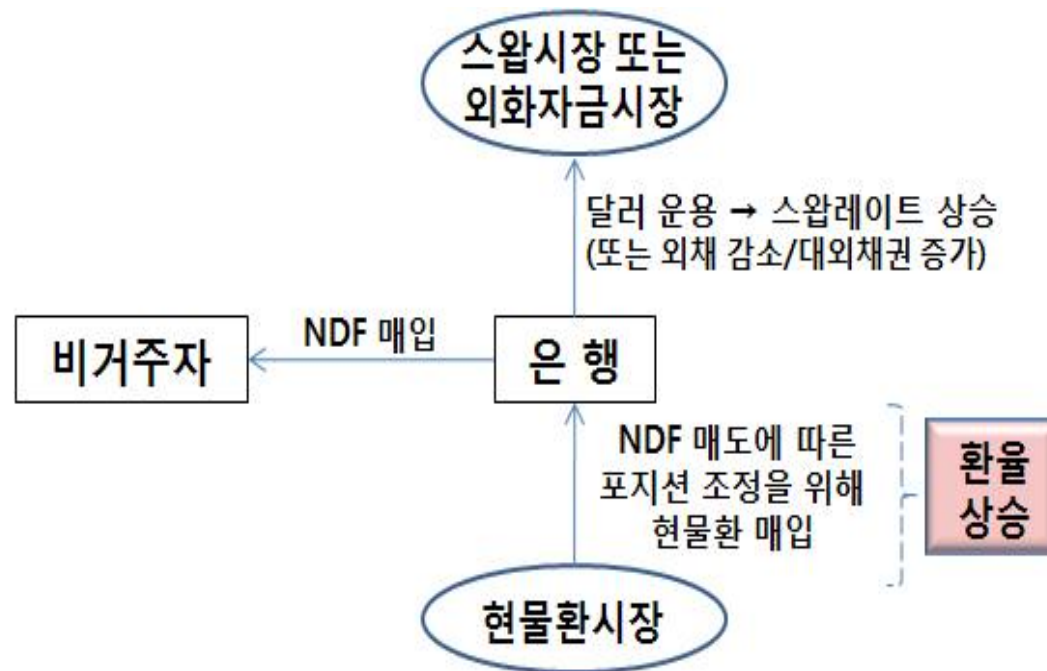 스왑시장 또는
외화자금시장
달러 운용 → 스왑레이트 상승
(또는 외채 감소/대외채권 증가)
비거주자
NDF 매입
은 행
NDF 매도에 따른
포지션 조정을 위해
현물환 매입
환율
상승
현물환시장